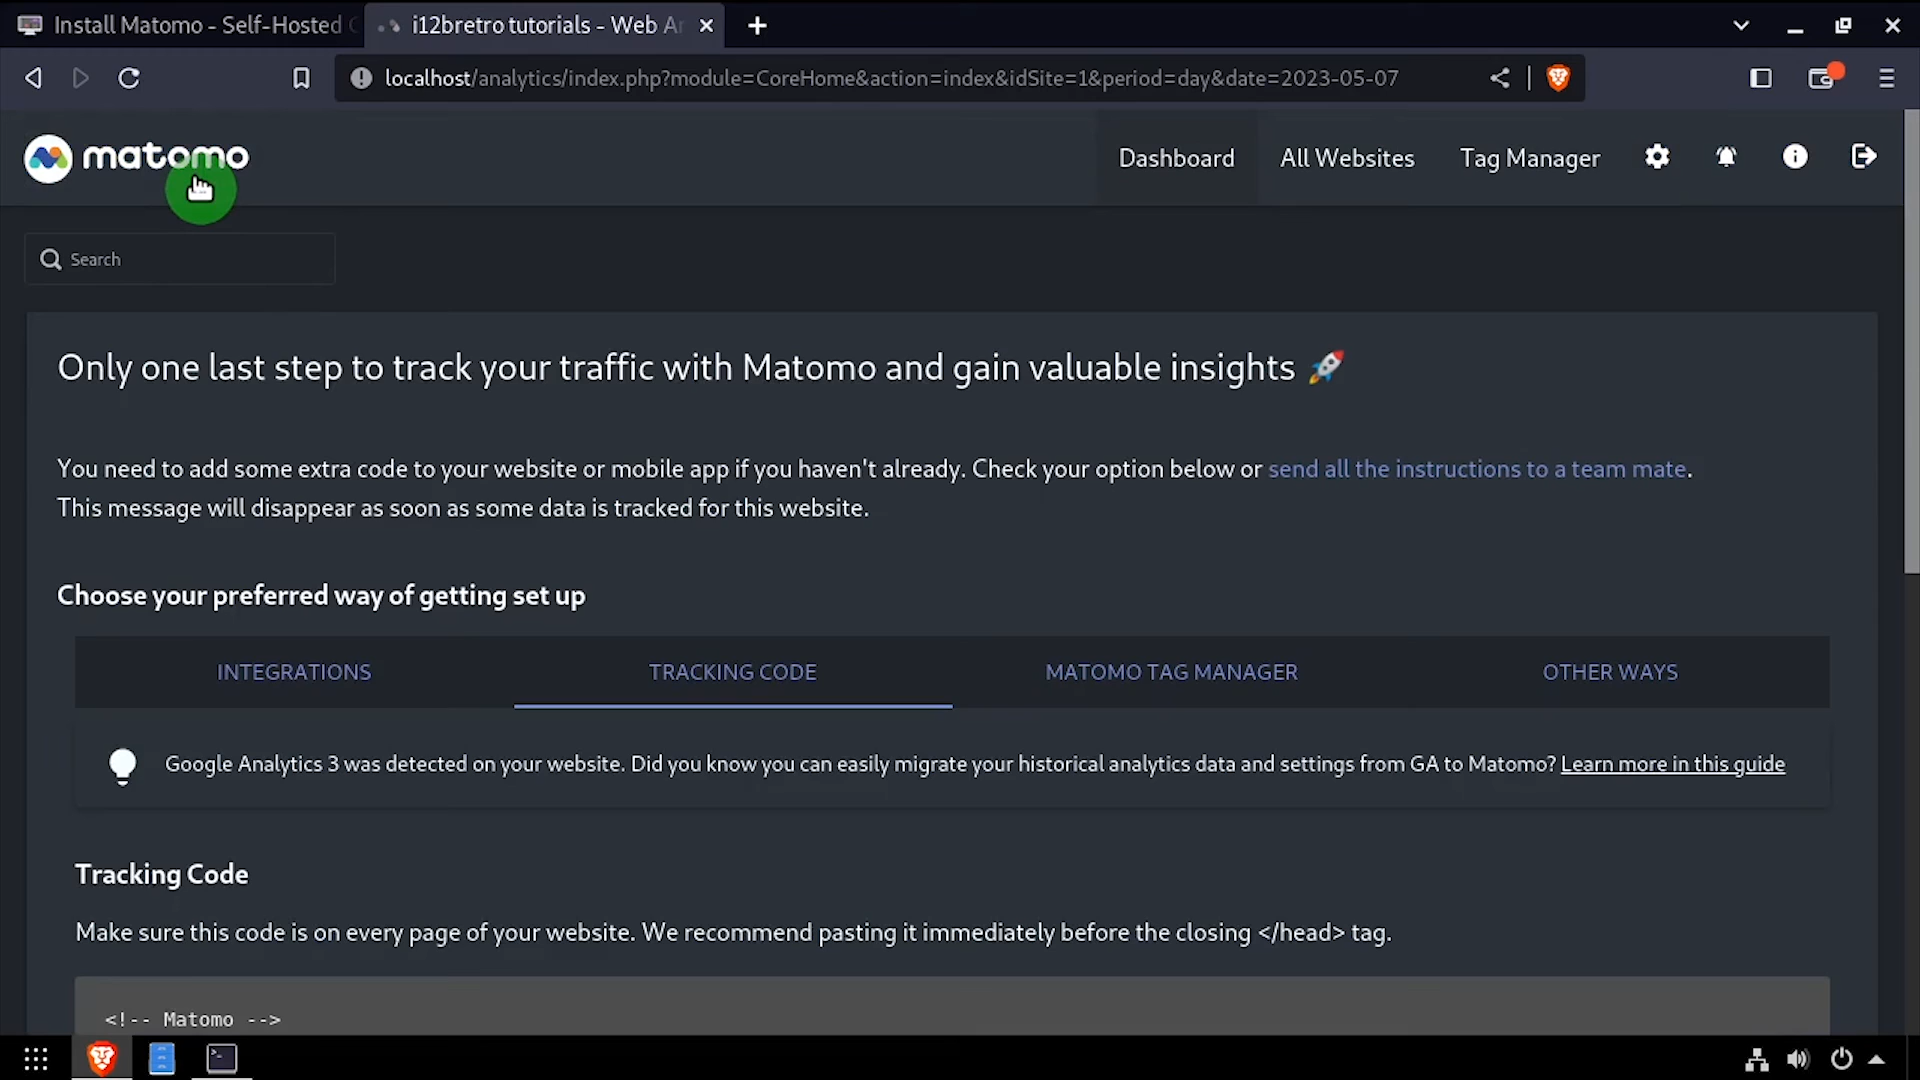 Install Matomo - Self-Hosted
i12bretro tutorials - Web
localhost/analytics/index.php?module=CoreHome&action=index&idSite=1&period=day&date=2023-05-07
matomo
Dashboard
All Websites
Tag Manager
Search
Only one last step to track your traffic with Matomo and gain valuable insights 🚀
You need to add some extra code to your website or mobile app if you haven't already. Check your option below or send all the instructions to a team mate.
This message will disappear as soon as some data is tracked for this website.
Choose your preferred way of getting set up
INTEGRATIONS
TRACKING CODE
MATOMO TAG MANAGER
OTHER WAYS
Google Analytics 3 was detected on your website. Did you know you can easily migrate your historical analytics data and settings from GA to Matomo? Learn more in this guide
Tracking Code
Make sure this code is on every page of your website. We recommend pasting it immediately before the closing </head> tag.
<!-- Matomo -->